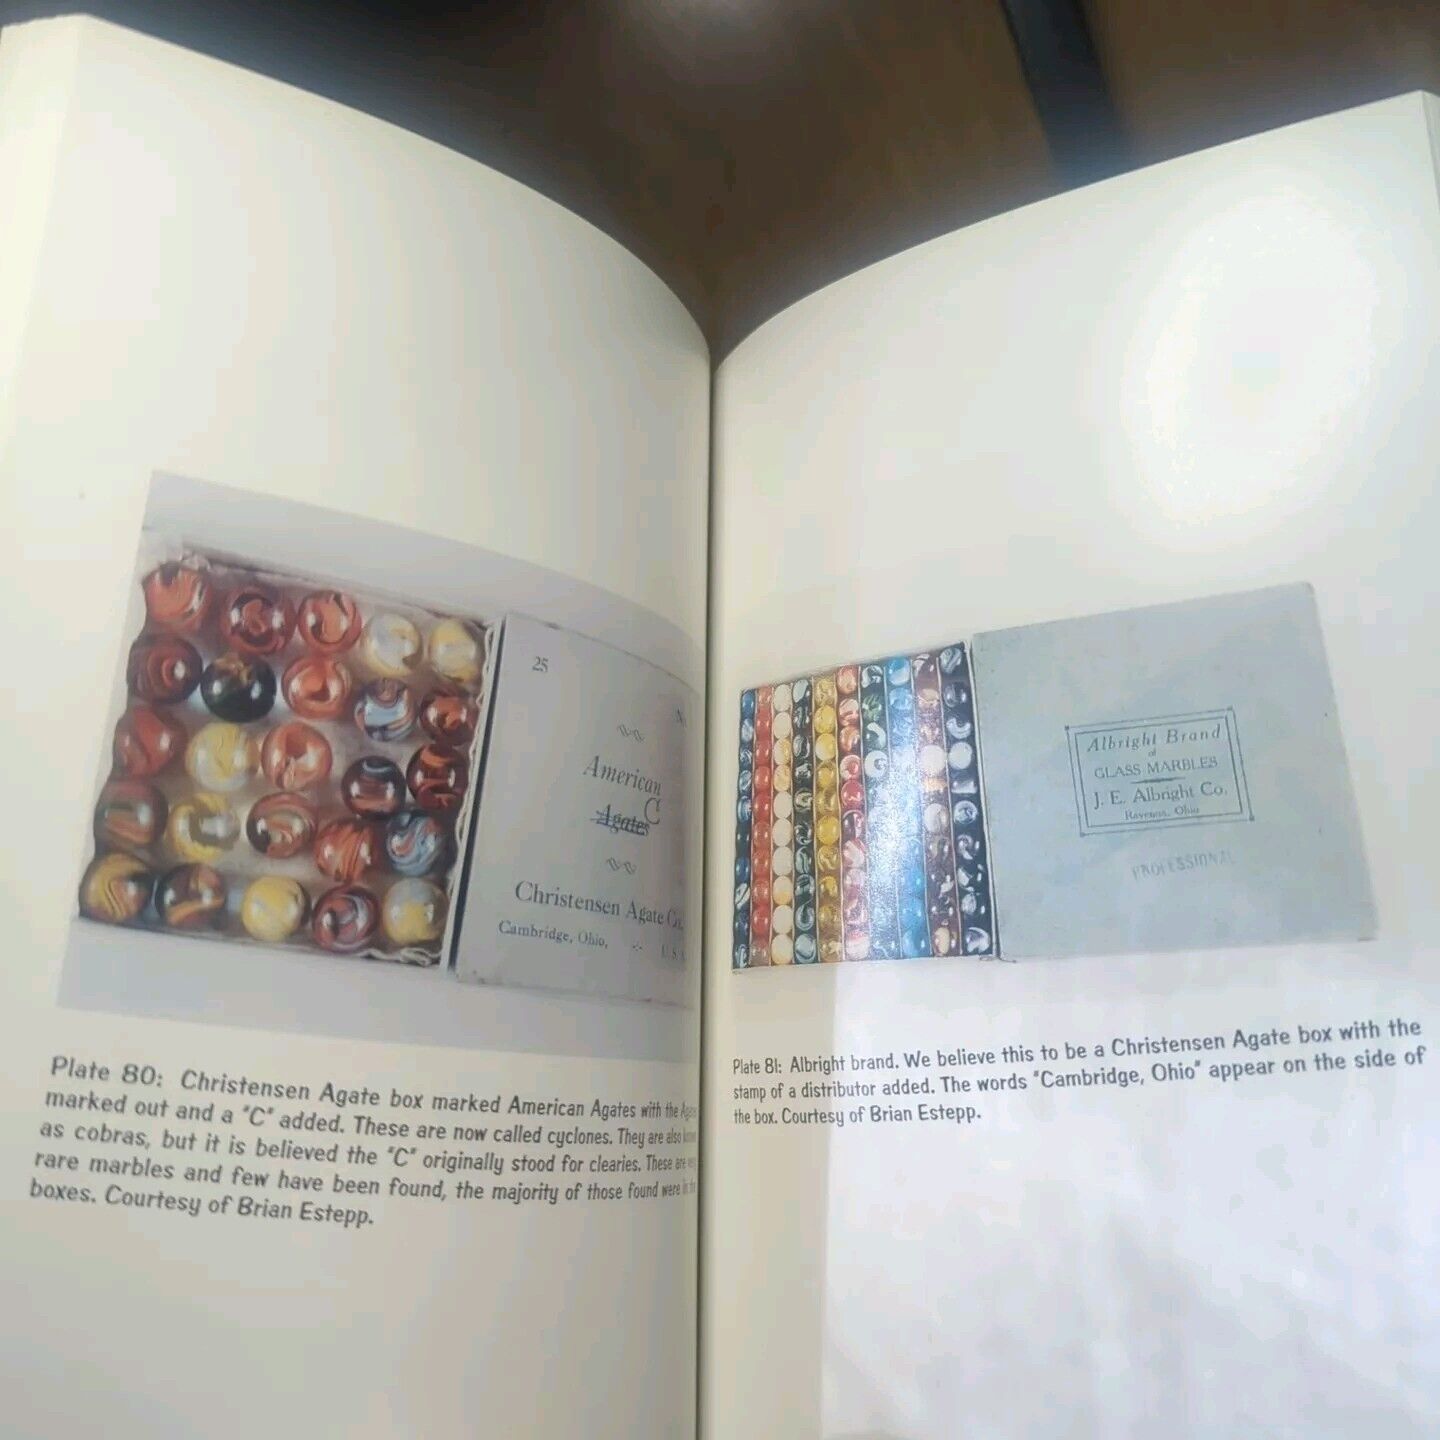 25
American
C
Agates
Christensen Agate Co.
Cambridge, Ohio, U. S.
Plate 80: Christensen Agate box marked American Agates with the
marked out and a "C" added. These are now called cyclones. They are also
as cobras, but it is believed the "C" originally stood for clearies. These are
rare marbles and few have been found, the majority of those found were in
boxes. Courtesy of Brian Estepp.
Albright Brand
of
GLASS MARBLES
J. E. Albright Co.
Ravenna, Ohio
PROFESSIONAL
Plate 81: Albright brand. We believe this to be a Christensen Agate box with the
stamp of a distributor added. The words "Cambridge, Ohio" appear on the side of
the box. Courtesy of Brian Estepp.